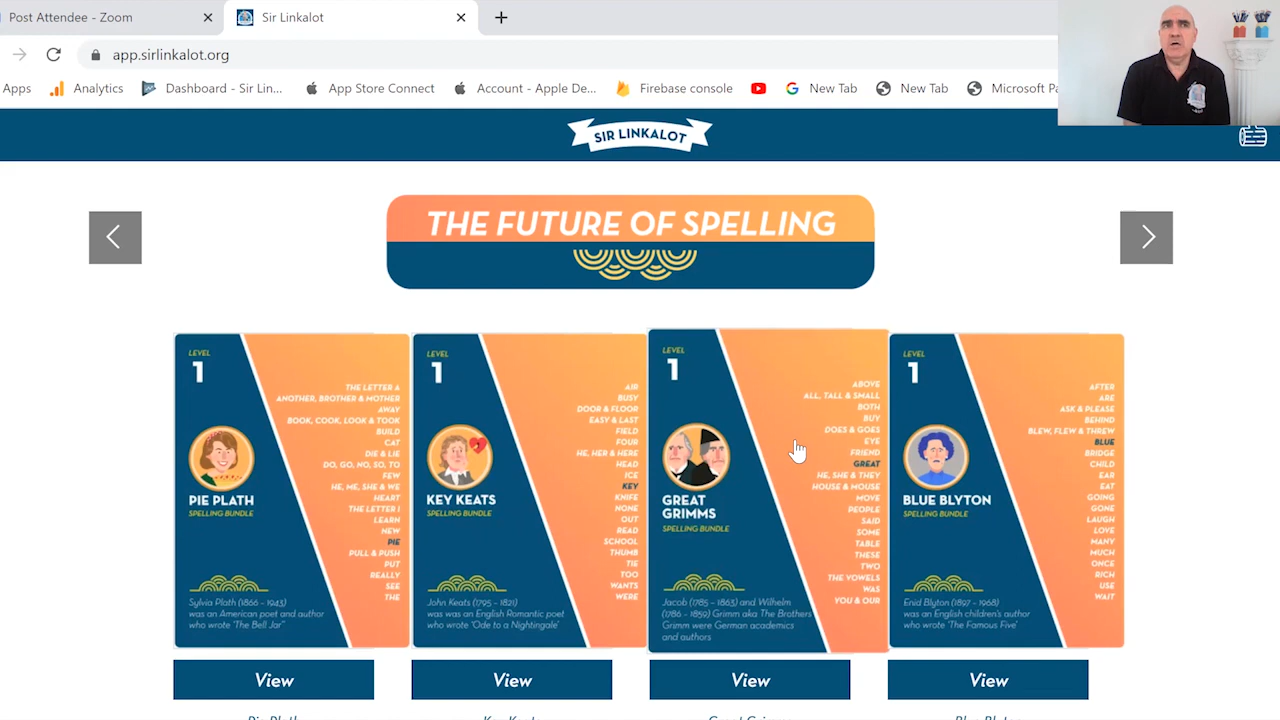 Post Attendee - Zoom
Sir Linkalot
app.sirlinkalot.org
Apps
Analytics
Dashboard - Sir Lin...
App Store Connect
Account - Apple De...
Firebase console
New Tab
New Tab
Microsoft Pa
SIR LINKALOT
THE FUTURE OF SPELLING
LEVEL
1
THE LETTER A
ANOTHER, BROTHER & MOTHER
AWAY
BOOK, COOK, LOOK & TOOK
BUILD
CAT
DIE & LIE
DO, GO, NO, SO, TO
FEW
HE, ME, SHE & WE
HEART
THE LETTER I
LEARN
NEW
PIE
PULL & PUSH
PUT
REALLY
SEE
THE
PIE PLATH
SPELLING BUNDLE
Sylvia Plath (1866 - 1943)
was an American poet and author
who wrote 'The Bell Jar"
View
Pie Plath
LEVEL
1
AIR
BUSY
DOOR & FLOOR
EASY & LAST
FIELD
FOUR
HE, HER & HERE
HEAD
ICE
KEY
KNIFE
NONE
OUT
READ
SCHOOL
THUMB
TIE
TOO
WANTS
WERE
KEY KEATS
SPELLING BUNDLE
John Keats (1795 - 1821)
was was an English Romantic poet
who wrote 'Ode to a Nightingale'
View
Key Keats
LEVEL
1
ABOVE
ALL, TALL & SMALL
BOTH
BUY
DOES & GOES
EYE
FRIEND
GREAT
HE, SHE & THEY
HOUSE & MOUSE
MOVE
PEOPLE
SAID
SOME
TABLE
THESE
TWO
THE VOWELS
WAS
YOU & OUR
GREAT
GRIMMS
SPELLING BUNDLE
Jacob (1785 - 1863) and Wilhelm
(1786 - 1859) Grimm aka The Brothers
Grimm were German academics
and authors
View
Great Grimms
LEVEL
1
AFTER
ARE
ASK & PLEASE
BEHIND
BLEW, FLEW & THREW
BLUE
BRIDGE
CHILD
EAR
EAT
GOING
GONE
LAUGH
LOVE
MANY
MUCH
ONCE
RICH
USE
WAIT
BLUE BLYTON
SPELLING BUNDLE
Enid Blyton (1897 - 1968)
was an English children's author
who wrote 'The Famous Five'
View
Blue Blyton